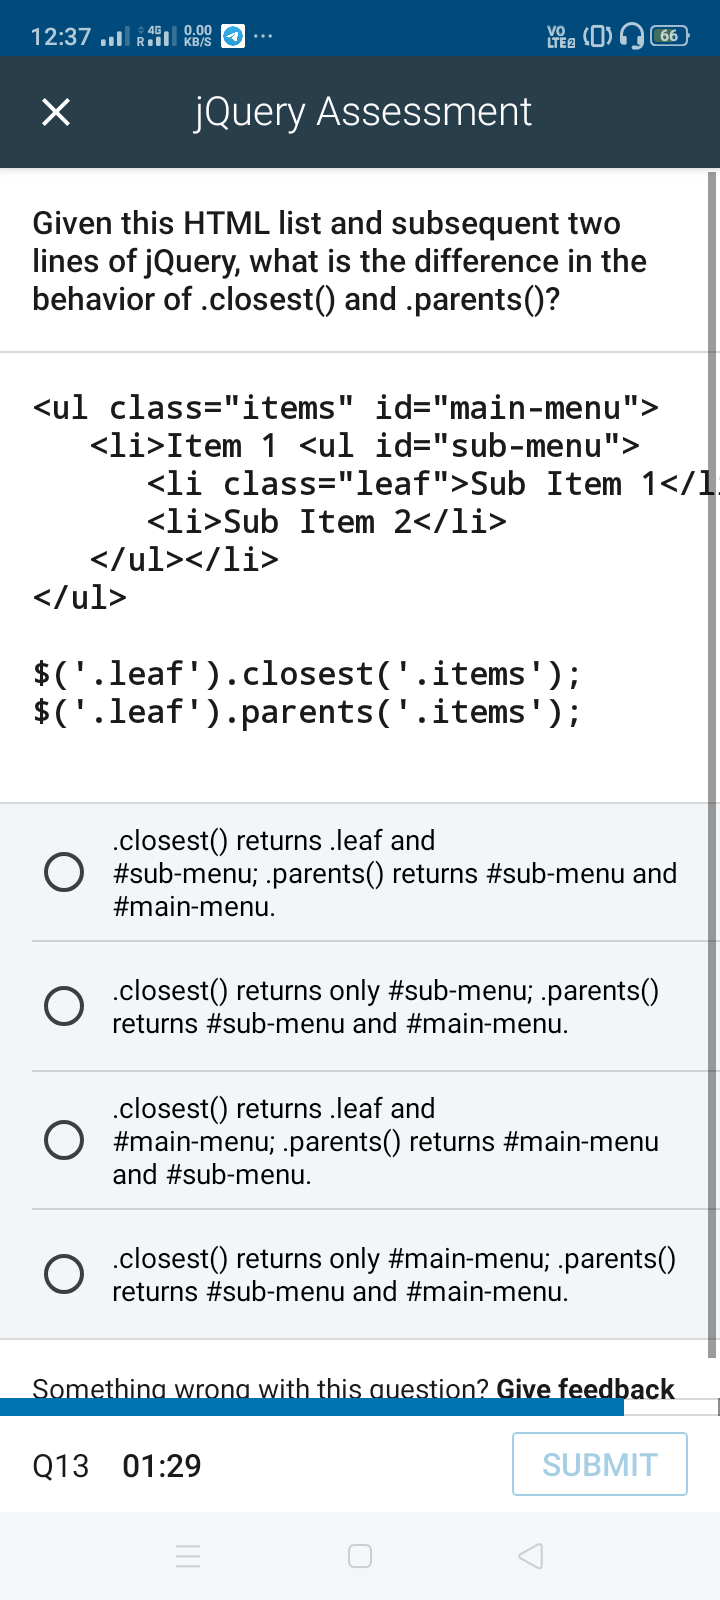 12:37 R 4G 0.00 KB/S ... VO LTE 2 66
jQuery Assessment
Given this HTML list and subsequent two
lines of jQuery, what is the difference in the
behavior of .closest() and .parents()?
<ul class="items" id="main-menu">
   <li>Item 1 <ul id="sub-menu">
      <li class="leaf">Sub Item 1</l
      <li>Sub Item 2</li>
   </ul></li>
</ul>
$('.leaf').closest('.items');
$('.leaf').parents('.items');
.closest() returns .leaf and
#sub-menu; .parents() returns #sub-menu and
#main-menu.
.closest() returns only #sub-menu; .parents()
returns #sub-menu and #main-menu.
.closest() returns .leaf and
#main-menu; .parents() returns #main-menu
and #sub-menu.
.closest() returns only #main-menu; .parents()
returns #sub-menu and #main-menu.
Something wrong with this question? Give feedback
Q13 01:29 SUBMIT